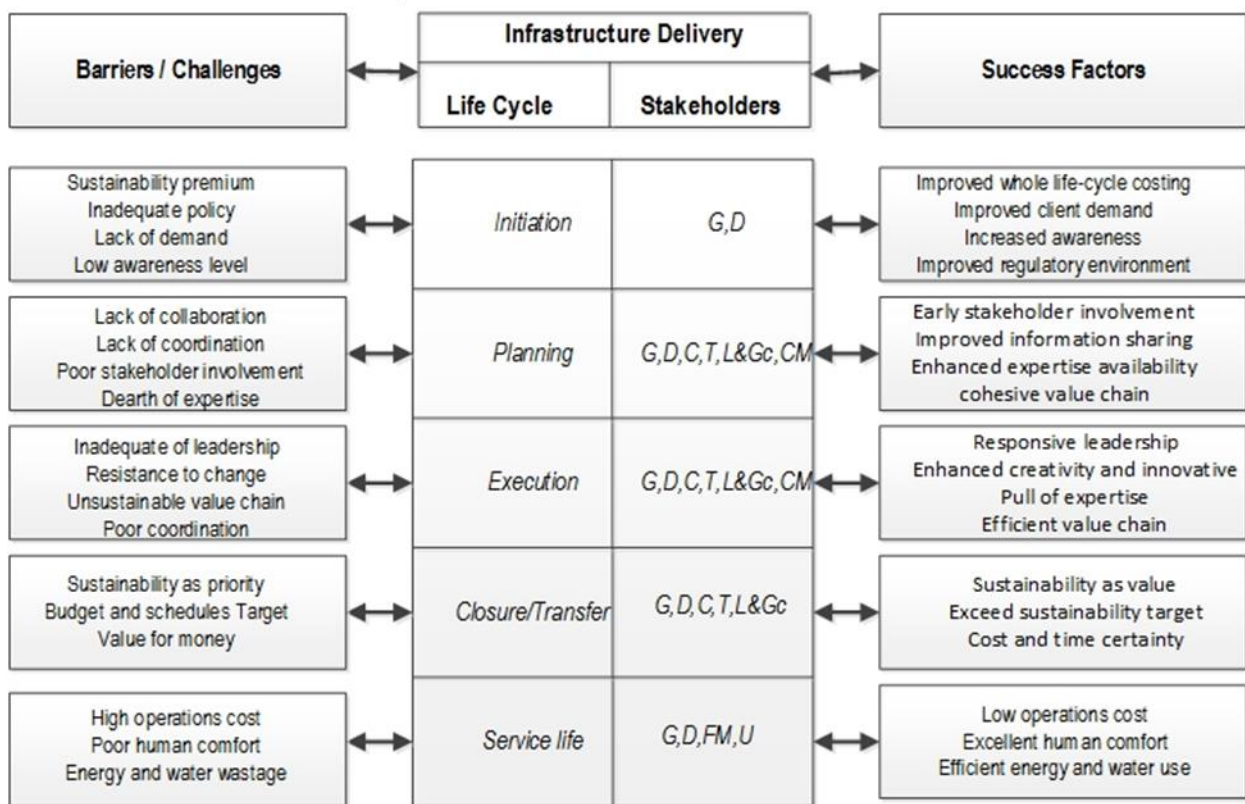 Barriers / Challenges
Infrastructure Delivery
Life Cycle
Stakeholders
Success Factors
Sustainability premium
Inadequate policy
Lack of demand
Low awareness level
Initiation
G,D
Improved whole life-cycle costing
Improved client demand
Increased awareness
Improved regulatory environment
Lack of collaboration
Lack of coordination
Poor stakeholder involvement
Dearth of expertise
Planning
G,D,C,T,L&Gc,CM
Early stakeholder involvement
Improved information sharing
Enhanced expertise availability
cohesive value chain
Inadequate of leadership
Resistance to change
Unsustainable value chain
Poor coordination
Execution
G,D,C,T,L&Gc,CM
Responsive leadership
Enhanced creativity and innovative
Pull of expertise
Efficient value chain
Sustainability as priority
Budget and schedules Target
Value for money
Closure/Transfer
G,D,C,T,L&Gc
Sustainability as value
Exceed sustainability target
Cost and time certainty
High operations cost
Poor human comfort
Energy and water wastage
Service life
G,D,FM,U
Low operations cost
Excellent human comfort
Efficient energy and water use